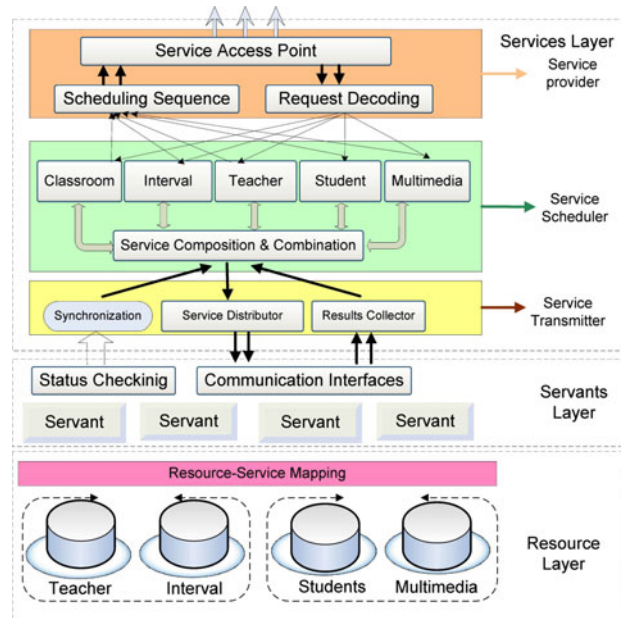 Service Access Point
Services Layer
Service
provider
Scheduling Sequence
Request Decoding
Classroom
Interval
Teacher
Student
Multimedia
Service
Scheduler
Service Composition & Combination
Synchronization
Service Distributor
Results Collector
Service
Transmitter
Status Checkinig
Communication Interfaces
Servants
Layer
Servant
Servant
Servant
Servant
Resource-Service Mapping
Resource
Layer
Teacher
Interval
Students
Multimedia